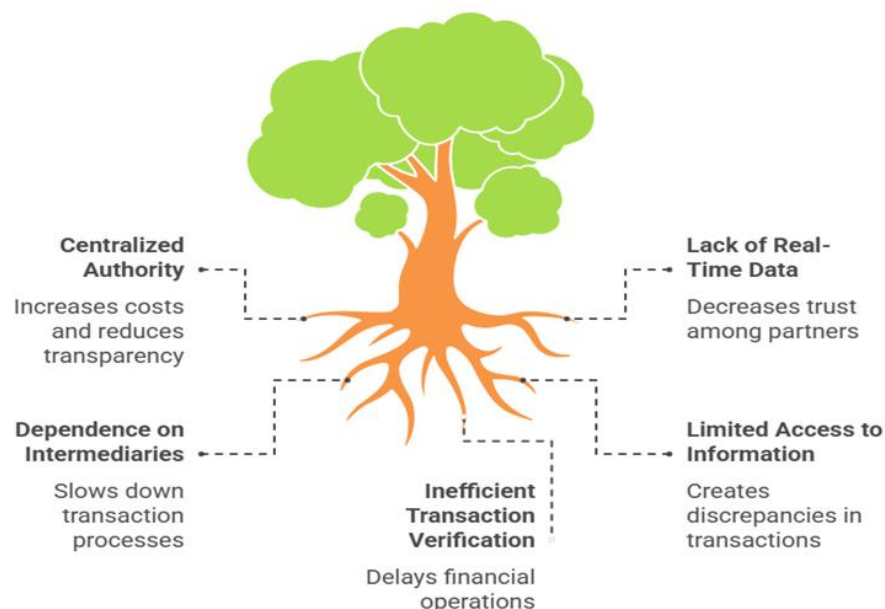 Centralized
Authority
Increases costs
and reduces
transparency
Lack of Real-
Time Data
Decreases trust
among partners
Dependence on
Intermediaries
Slows down
transaction
processes
Inefficient
Transaction
Verification
Delays financial
operations
Limited Access to
Information
Creates
discrepancies in
transactions